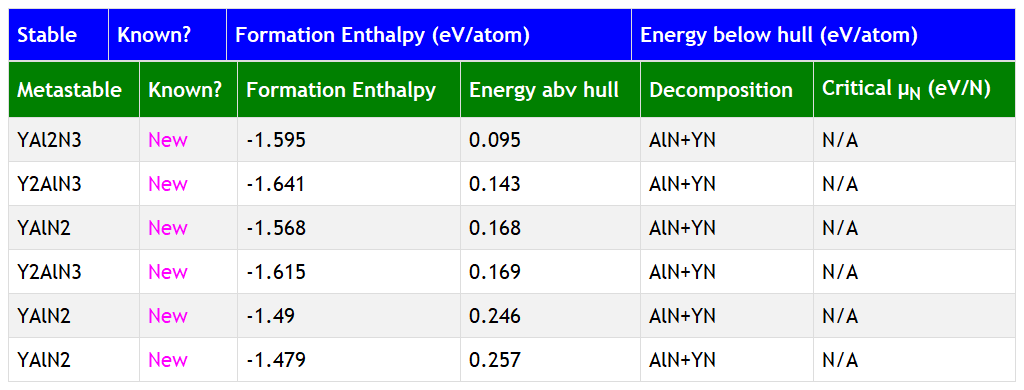 Stable Known? Formation Enthalpy (eV/atom) Energy below hull (eV/atom)
Metastable Known? Formation Enthalpy Energy abv hull Decomposition Critical μN (eV/N)
YAl2N3 New -1.595 0.095 AlN+YN N/A
Y2AlN3 New -1.641 0.143 AlN+YN N/A
YAlN2 New -1.568 0.168 AlN+YN N/A
Y2AlN3 New -1.615 0.169 AlN+YN N/A
YAlN2 New -1.49 0.246 AlN+YN N/A
YAlN2 New -1.479 0.257 AlN+YN N/A